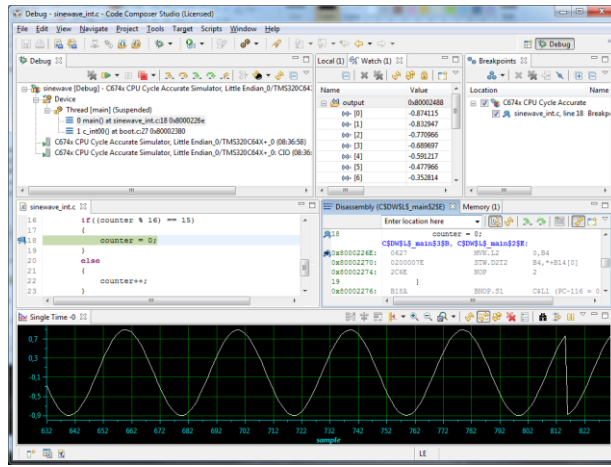 Debug - sinewave_int.c - Code Composer Studio (Licensed)
File Edit View Navigate Project Tools Target Scripts Window Help
Debug
Debug
sinewave [Debug] - C674x CPU Cycle Accurate Simulator, Little Endian_0/TMS320C64
Device
Thread [main] (Suspended)
0 main() at sinewave_int.c:18 0x8000226e
1 c_int00() at boot.c:27 0x80002380
C674x CPU Cycle Accurate Simulator, Little Endian_0/TMS320C64X+_0 (08:36:58)
C674x CPU Cycle Accurate Simulator, Little Endian_0/TMS320C64X+_0: CIO (08:36:
Local (1) Watch (1)
Name Value
output 0x80002488
[0] -0.874115
[1] -0.832947
[2] -0.770966
[3] -0.689697
[4] -0.591217
[5] -0.477966
[6] -0.352814
Breakpoints
Location Name
C674x CPU Cycle Accurate
sinewave_int.c, line 18 Breakp
sinewave_int.c
16 if((counter % 16) == 15)
17 {
18 counter = 0;
20 else
21 {
22 counter++;
23 }
Disassembly (C$DW$L$_main$2$E) Memory (1)
Enter location here
18 counter = 0;
C$DW$L$_main$3$B, C$DW$L$_main$2$E:
0x8000226E: 0627 MVK.L2 0,B4
0x80002270: 0200007E STW.D2T2 B4,*+B14[0]
0x80002274: 2C6E NOP 2
19 }
0x80002276: B18A BNOP.S1 C$L1 (PC-116 = 0
Single Time -0
0,7
0,3
-0,1
-0,5
-0,9
632 642 652 662 672 682 692 702 712 722 732 742 752 762 772 782 792 802 812 822
sample
LE